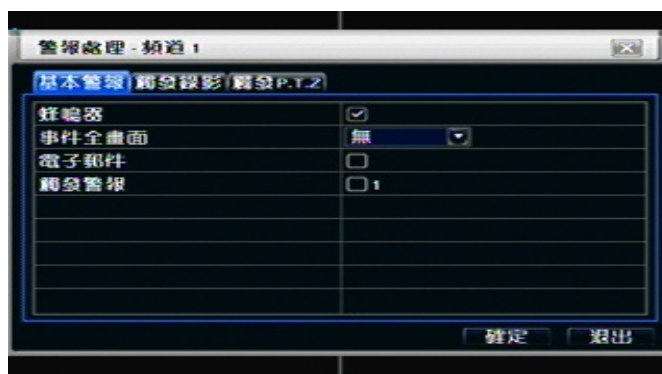 警報處理 - 頻道 1
基本警報 觸發錄影 觸發P.T.Z
蜂鳴器
事件全畫面 無
電子郵件
觸發警報 1
確定 退出